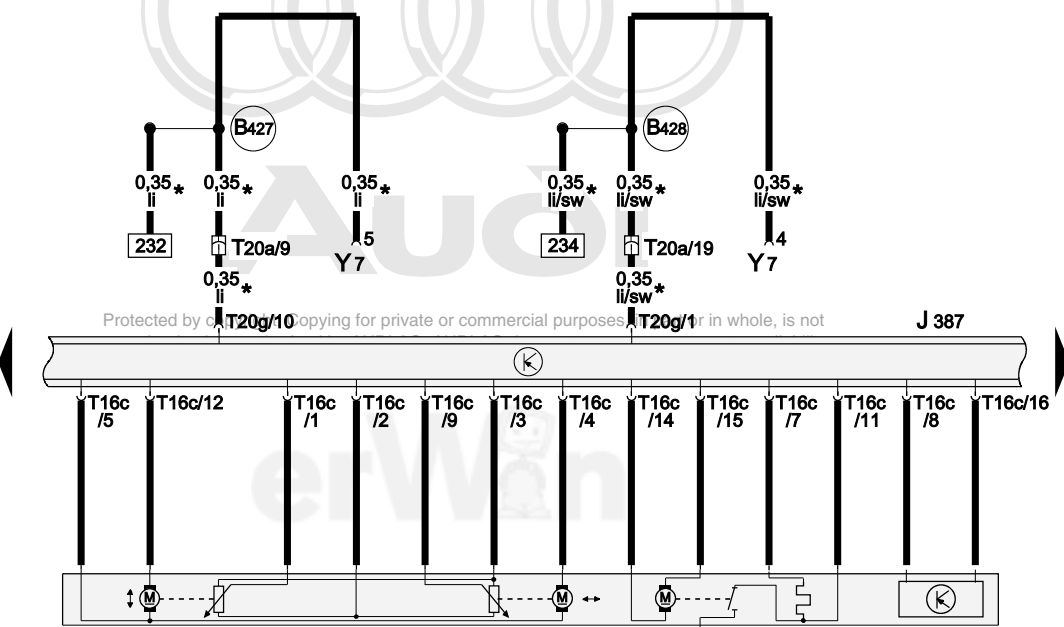 B427
B428
0,35 *
li
0,35 *
li
0,35 *
li
0,35 *
li/sw
0,35 *
li/sw
0,35 *
li/sw
232
T20a/9
5
Y7
234
T20a/19
4
Y7
0,35 *
li
0,35 *
li/sw
Audi
T20g/10
T20g/1
J 387
Protected by copyright. Copying for private or commercial purposes, in part or in whole, is not
T16c
/5
T16c/12
T16c
/1
T16c
/2
T16c
/9
T16c
/3
T16c
/4
T16c
/14
T16c
/15
T16c
/7
T16c
/11
T16c
/8
T16c/16
erWin
M
M
M